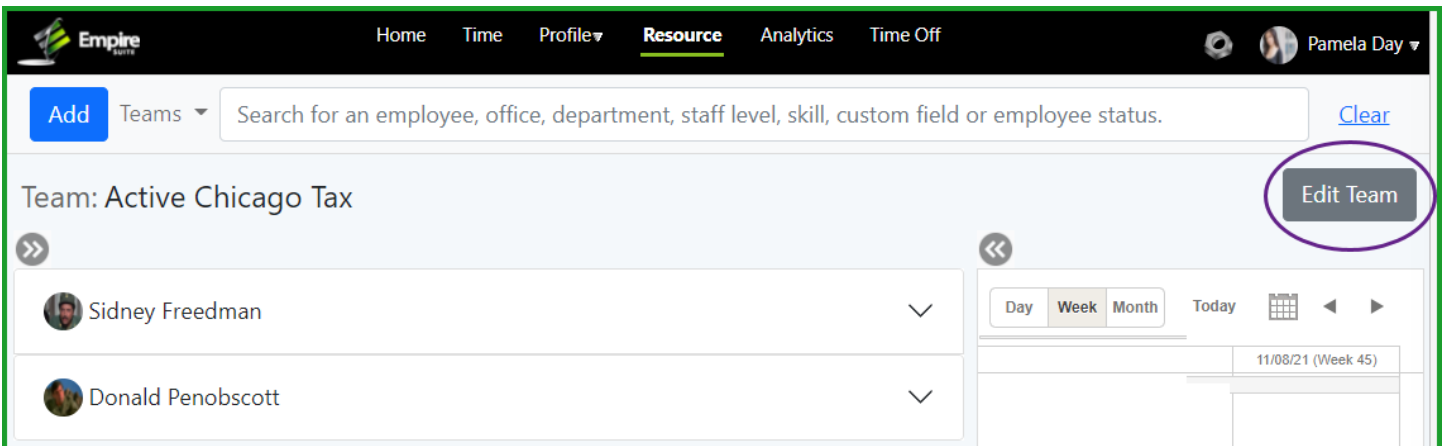 Empire
SUITE
Home Time Profile Resource Analytics Time Off
Pamela Day
Add Teams Search for an employee, office, department, staff level, skill, custom field or employee status. Clear
Team: Active Chicago Tax
Edit Team
Sidney Freedman
Donald Penobscott
Day Week Month Today
11/08/21 (Week 45)